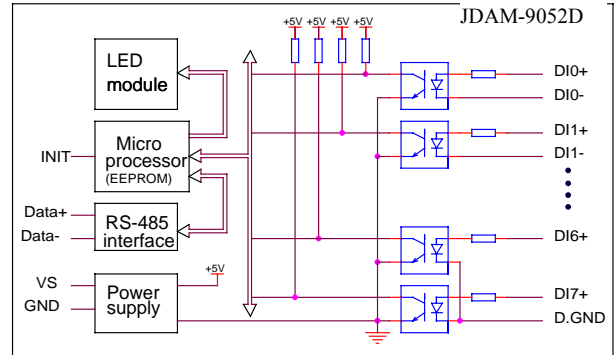 JDAM-9052D
+5V +5V +5V +5V
LED
module
DI0+
DI0-
Micro
processor
(EEPROM)
INIT
DI1+
DI1-
Data+
Data-
RS-485
interface
DI6+
+5V
VS
GND
Power
supply
DI7+
D.GND